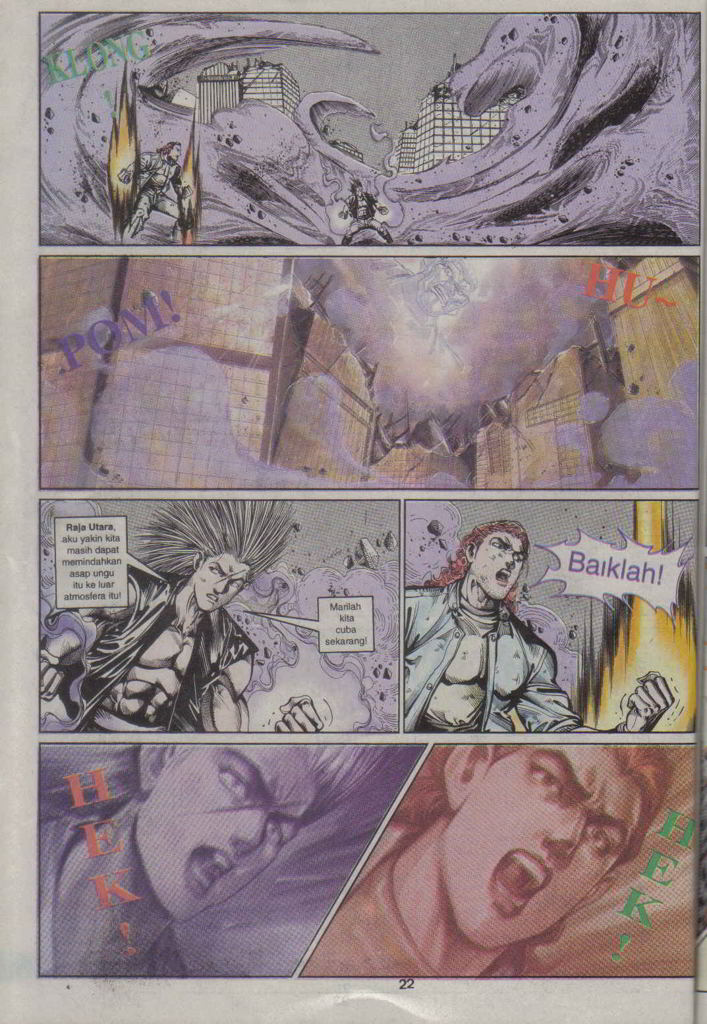 KLONG
!
POM!
HU~
Raja Utara,
aku yakin kita
masih dapat
memindahkan
asap ungu
itu ke luar
atmosfera itu!
Marilah
kita
cuba
sekarang!
Baiklah!
HEK!
HEK!
22